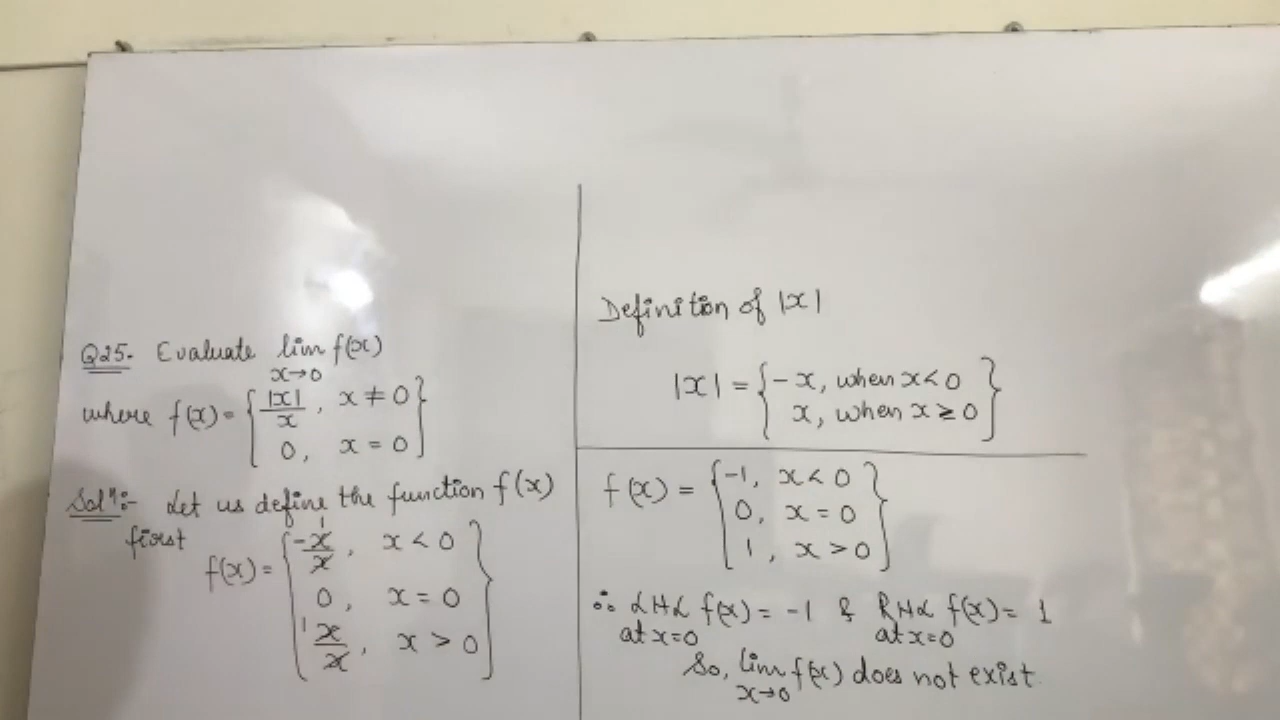 Q25. Evaluate lim f(x)
x→0
where f(x) = { |x|/x , x ≠ 0
0, x = 0 }
Solⁿ:- Let us define the function f(x)
first
f(x) = { -x/x , x < 0
0 , x = 0
x/x , x > 0 }
Definition of |x|
|x| = { -x, when x < 0
x, when x ≥ 0 }
f(x) = { -1, x < 0
0, x = 0
1, x > 0 }
∴ LHL f(x) = -1 & RHL f(x) = 1
at x=0 at x=0
So, lim f(x) does not exist
x→0